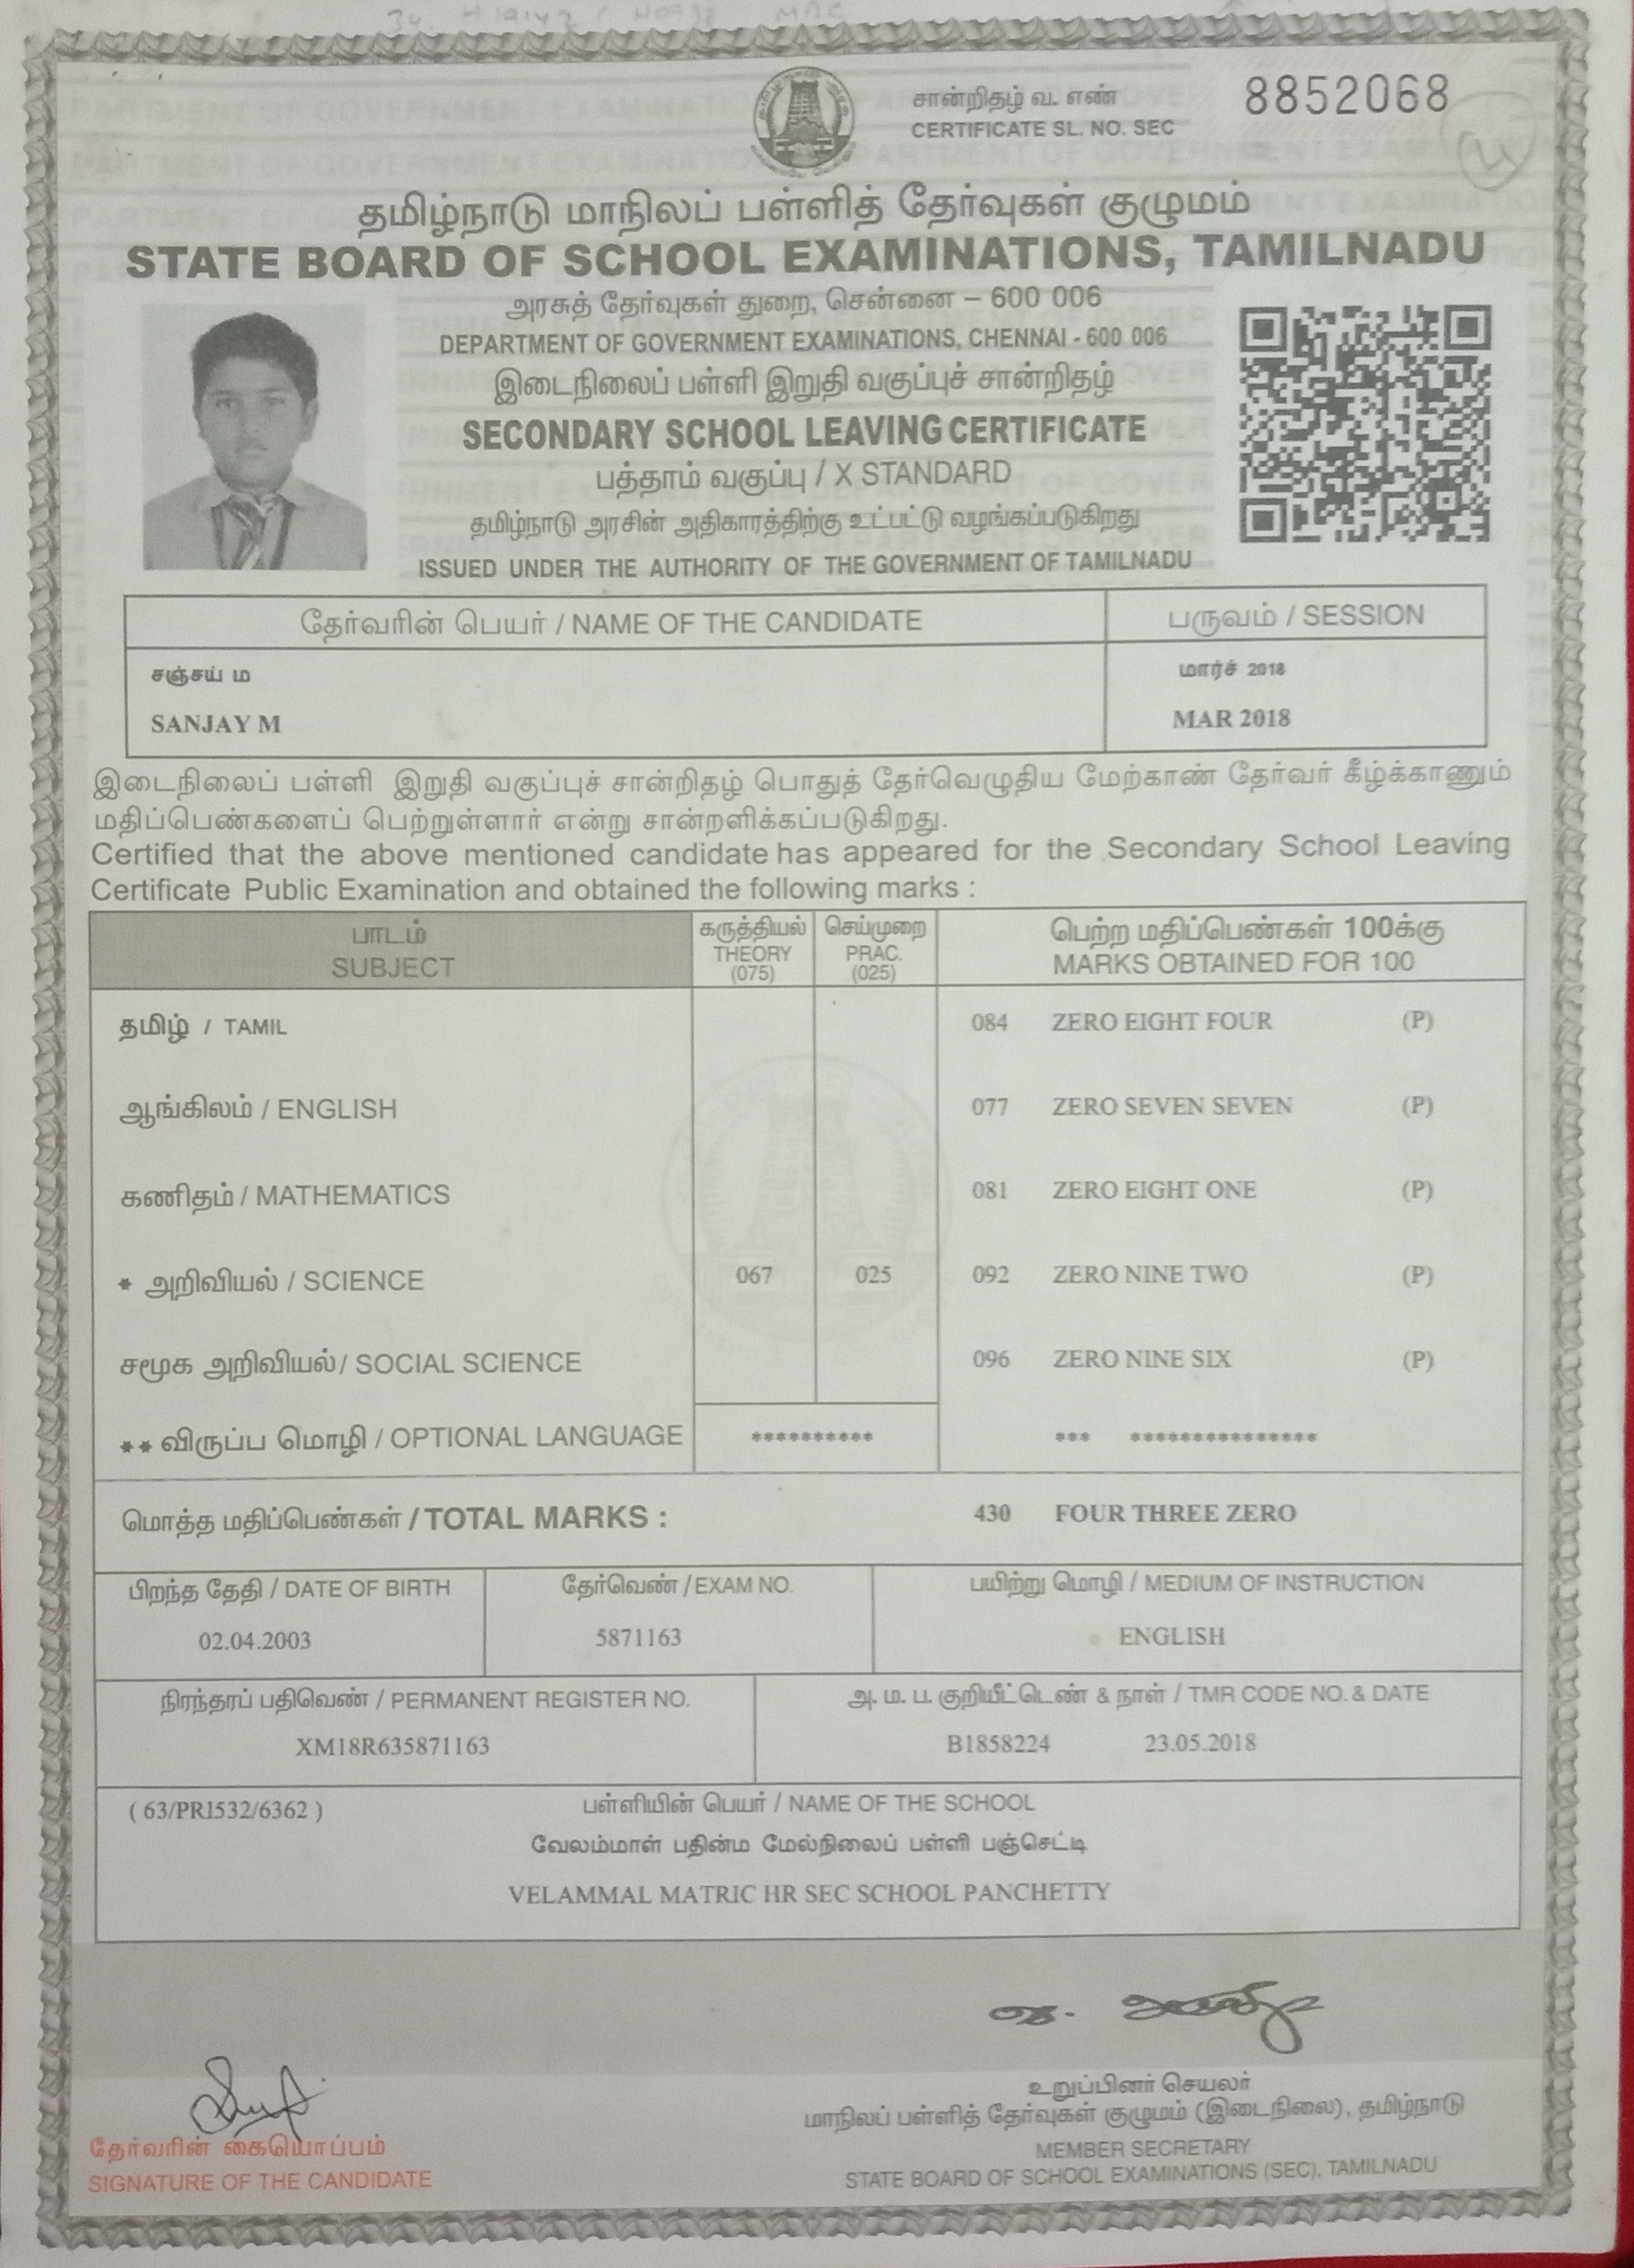 சான்றிதழ் வ. எண்
CERTIFICATE SL. NO. SEC 8852068
தமிழ்நாடு மாநிலப் பள்ளித் தேர்வுகள் குழுமம்
STATE BOARD OF SCHOOL EXAMINATIONS, TAMILNADU
அரசுத் தேர்வுகள் துறை, சென்னை – 600 006
DEPARTMENT OF GOVERNMENT EXAMINATIONS, CHENNAI - 600 006
இடைநிலைப் பள்ளி இறுதி வகுப்புச் சான்றிதழ்
SECONDARY SCHOOL LEAVING CERTIFICATE
பத்தாம் வகுப்பு / X STANDARD
தமிழ்நாடு அரசின் அதிகாரத்திற்கு உட்பட்டு வழங்கப்படுகிறது
ISSUED UNDER THE AUTHORITY OF THE GOVERNMENT OF TAMILNADU
தேர்வரின் பெயர் / NAME OF THE CANDIDATE பருவம் / SESSION
சஞ்சய் ம மார்ச் 2018
SANJAY M MAR 2018
இடைநிலைப் பள்ளி இறுதி வகுப்புச் சான்றிதழ் பொதுத் தேர்வெழுதிய மேற்காண் தேர்வர் கீழ்க்காணும்
மதிப்பெண்களைப் பெற்றுள்ளார் என்று சான்றளிக்கப்படுகிறது.
Certified that the above mentioned candidate has appeared for the Secondary School Leaving
Certificate Public Examination and obtained the following marks :
பாடம் கருத்தியல் செய்முறை பெற்ற மதிப்பெண்கள் 100க்கு
SUBJECT THEORY PRAC. MARKS OBTAINED FOR 100
(075) (025)
தமிழ் / TAMIL 084 ZERO EIGHT FOUR (P)
ஆங்கிலம் / ENGLISH 077 ZERO SEVEN SEVEN (P)
கணிதம் / MATHEMATICS 081 ZERO EIGHT ONE (P)
* அறிவியல் / SCIENCE 067 025 092 ZERO NINE TWO (P)
சமூக அறிவியல் / SOCIAL SCIENCE 096 ZERO NINE SIX (P)
** விருப்ப மொழி / OPTIONAL LANGUAGE ********** *** ***************
மொத்த மதிப்பெண்கள் / TOTAL MARKS : 430 FOUR THREE ZERO
பிறந்த தேதி / DATE OF BIRTH தேர்வெண் / EXAM NO. பயிற்று மொழி / MEDIUM OF INSTRUCTION
02.04.2003 5871163 ENGLISH
நிரந்தரப் பதிவெண் / PERMANENT REGISTER NO. அ. ம. ப. குறியீட்டெண் & நாள் / TMR CODE NO. & DATE
XM18R635871163 B1858224 23.05.2018
( 63/PRI532/6362 ) பள்ளியின் பெயர் / NAME OF THE SCHOOL
வேலம்மாள் பதின்ம மேல்நிலைப் பள்ளி பஞ்செட்டி
VELAMMAL MATRIC HR SEC SCHOOL PANCHETTY
உறுப்பினர் செயலர்
மாநிலப் பள்ளித் தேர்வுகள் குழுமம் (இடைநிலை), தமிழ்நாடு
தேர்வரின் கையொப்பம் MEMBER SECRETARY
SIGNATURE OF THE CANDIDATE STATE BOARD OF SCHOOL EXAMINATIONS (SEC), TAMILNADU